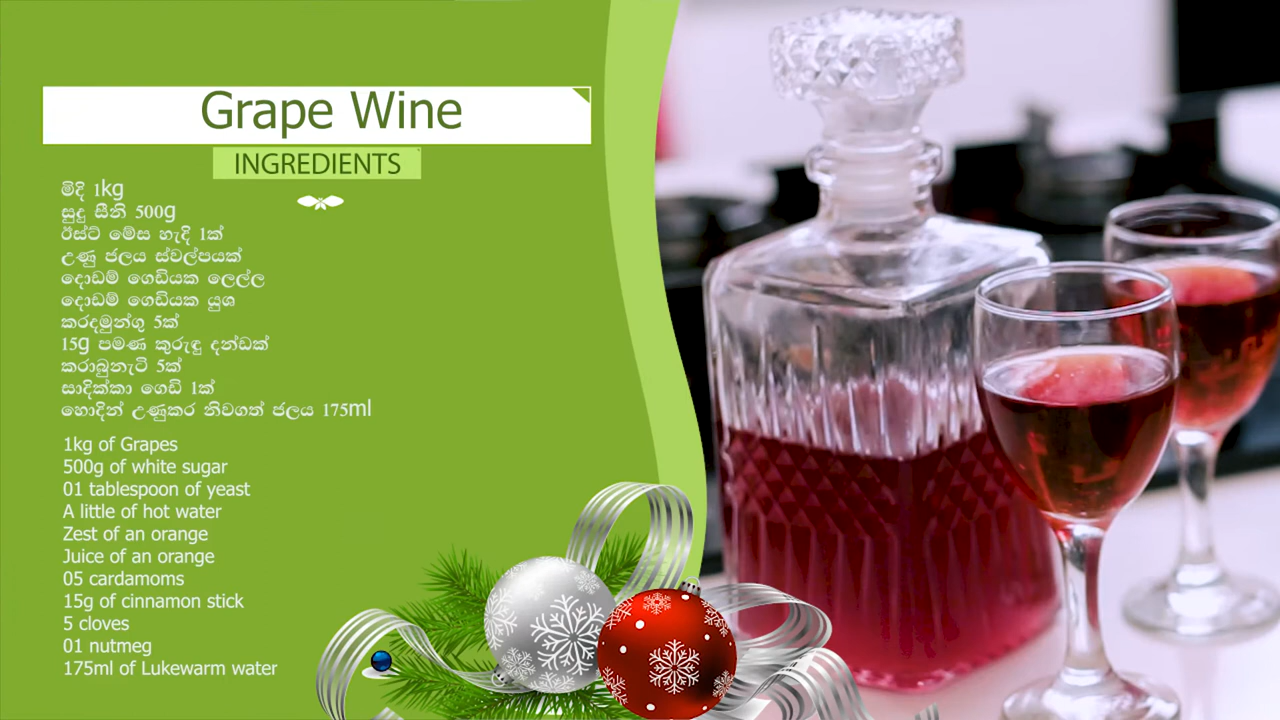 Grape Wine
INGREDIENTS
මිදි 1kg
සුදු සීනි 500g
ඊස්ට් මේස හැදි 1ක්
උණු ජලය ස්වල්පයක්
දොඩම් ගෙඩියක ලෙල්ල
දොඩම් ගෙඩියක යුශ
කරදමුන්ගු 5ක්
15g පමණ කුරුඳු දන්ඩක්
කරාබුනැටි 5ක්
සාදික්කා ගෙඩි 1ක්
හොදින් උණුකර නිවගත් ජලය 175ml
1kg of Grapes
500g of white sugar
01 tablespoon of yeast
A little of hot water
Zest of an orange
Juice of an orange
05 cardamoms
15g of cinnamon stick
5 cloves
01 nutmeg
175ml of Lukewarm water